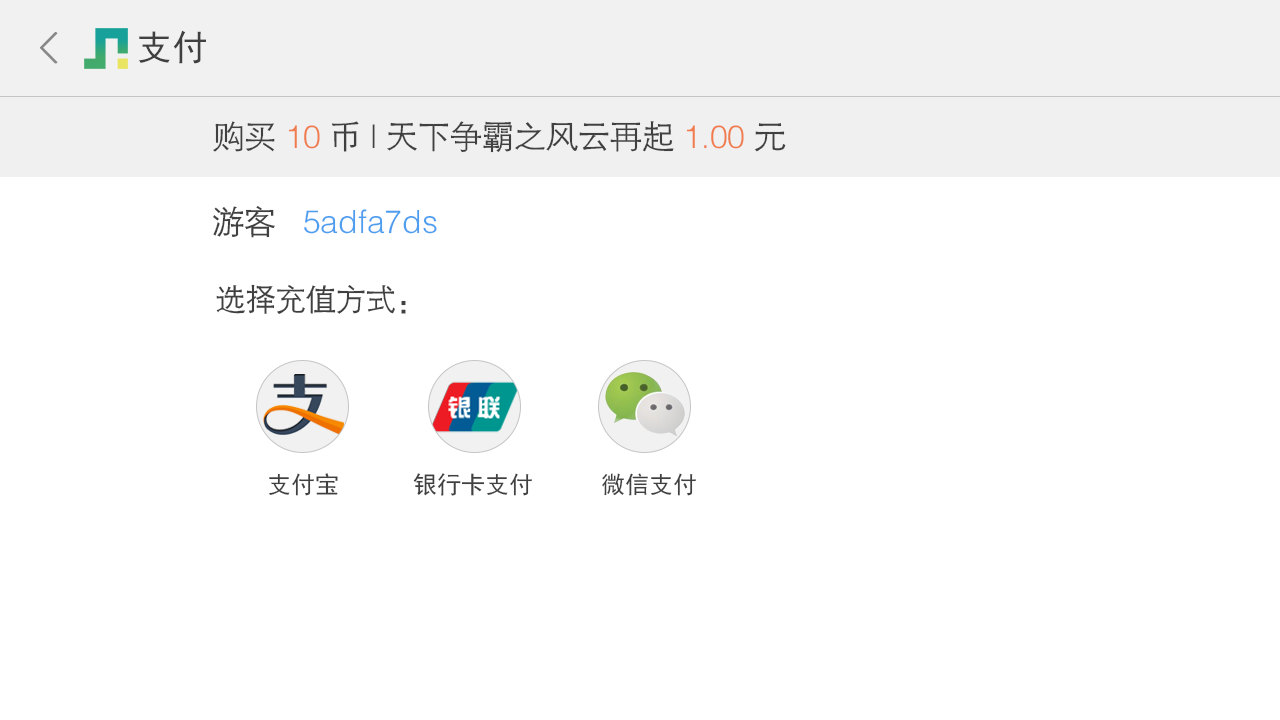 支付
购买 10 币 | 天下争霸之风云再起 1.00 元
游客 5adfa7ds
选择充值方式：
支 银联
支付宝 银行卡支付 微信支付